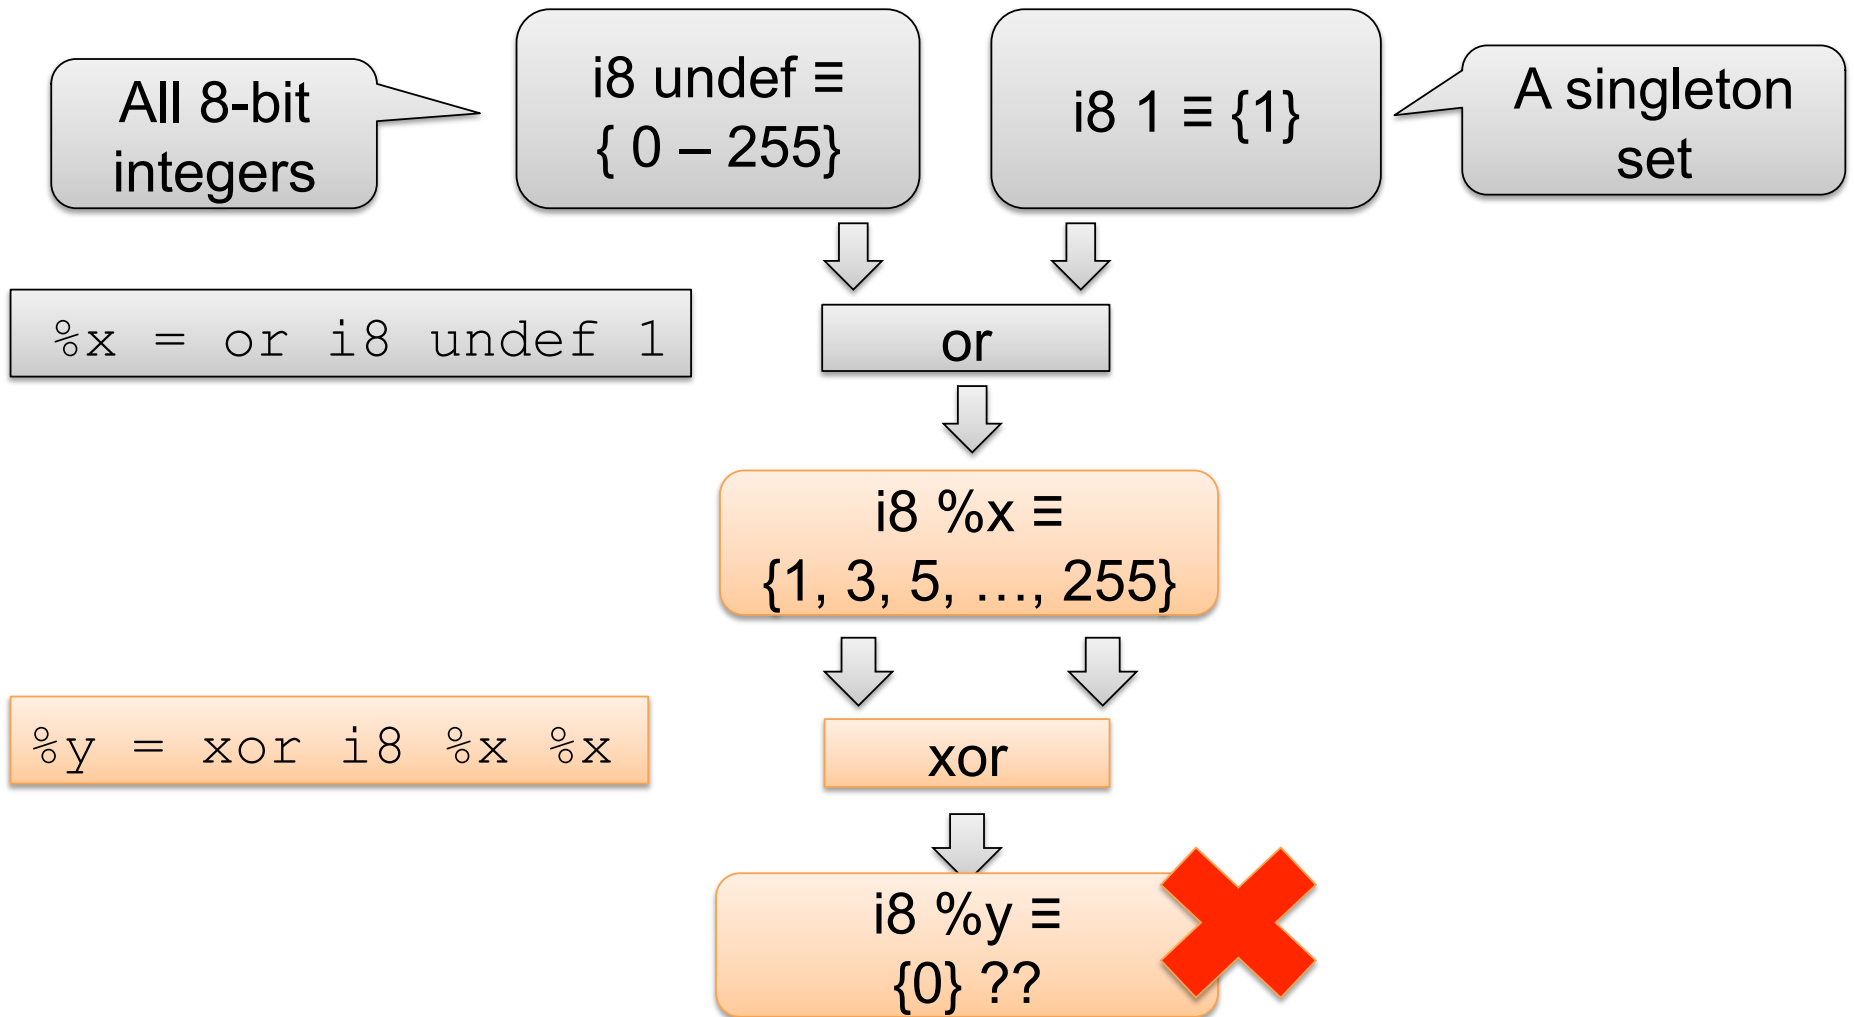 All 8-bit
integers
i8 undef ≡
{ 0 – 255}
i8 1 ≡ {1}
A singleton
set
%x = or i8 undef 1
or
i8 %x ≡
{1, 3, 5, …, 255}
%y = xor i8 %x %x
xor
i8 %y ≡
{0} ??